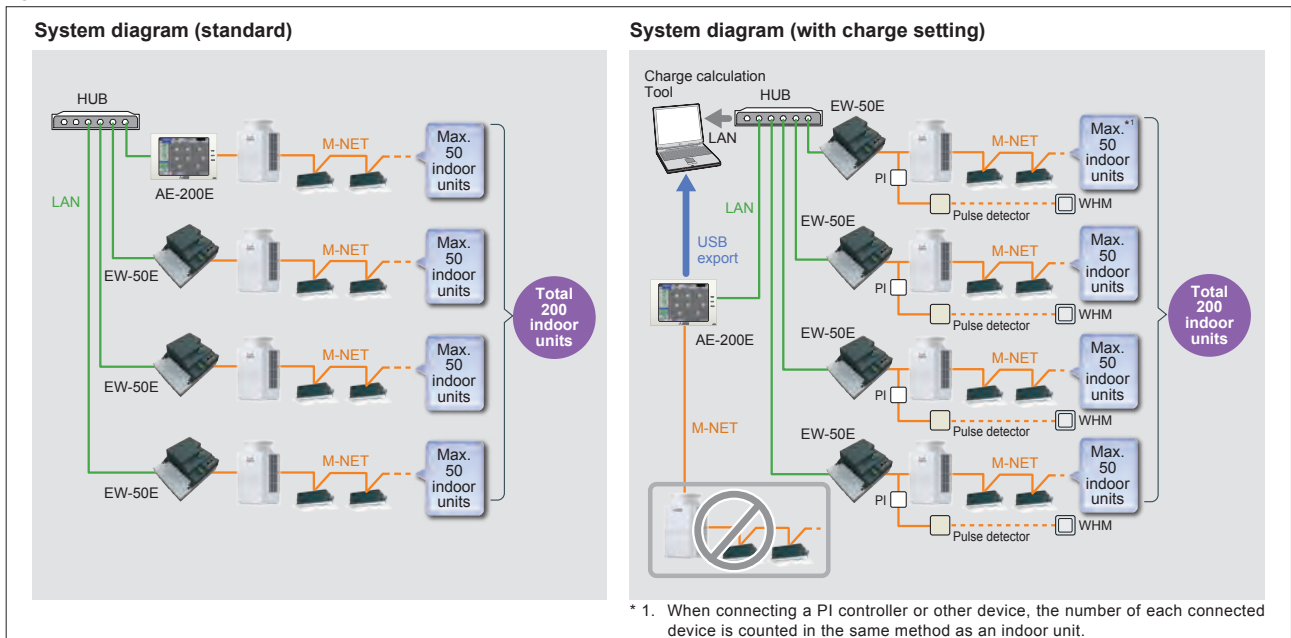 System diagram (standard)
HUB
LAN
AE-200E
M-NET
Max.
50
indoor
units
EW-50E
M-NET
Max.
50
indoor
units
EW-50E
M-NET
Max.
50
indoor
units
EW-50E
M-NET
Max.
50
indoor
units
Total
200
indoor
units
System diagram (with charge setting)
Charge calculation
Tool
HUB
LAN
LAN
USB
export
AE-200E
M-NET
EW-50E
M-NET
Max.*1
50
indoor
units
PI
Pulse detector
WHM
EW-50E
M-NET
Max.
50
indoor
units
PI
Pulse detector
WHM
EW-50E
M-NET
Max.
50
indoor
units
PI
Pulse detector
WHM
EW-50E
M-NET
Max.
50
indoor
units
PI
Pulse detector
WHM
Total
200
indoor
units
* 1. When connecting a PI controller or other device, the number of each connected
device is counted in the same method as an indoor unit.